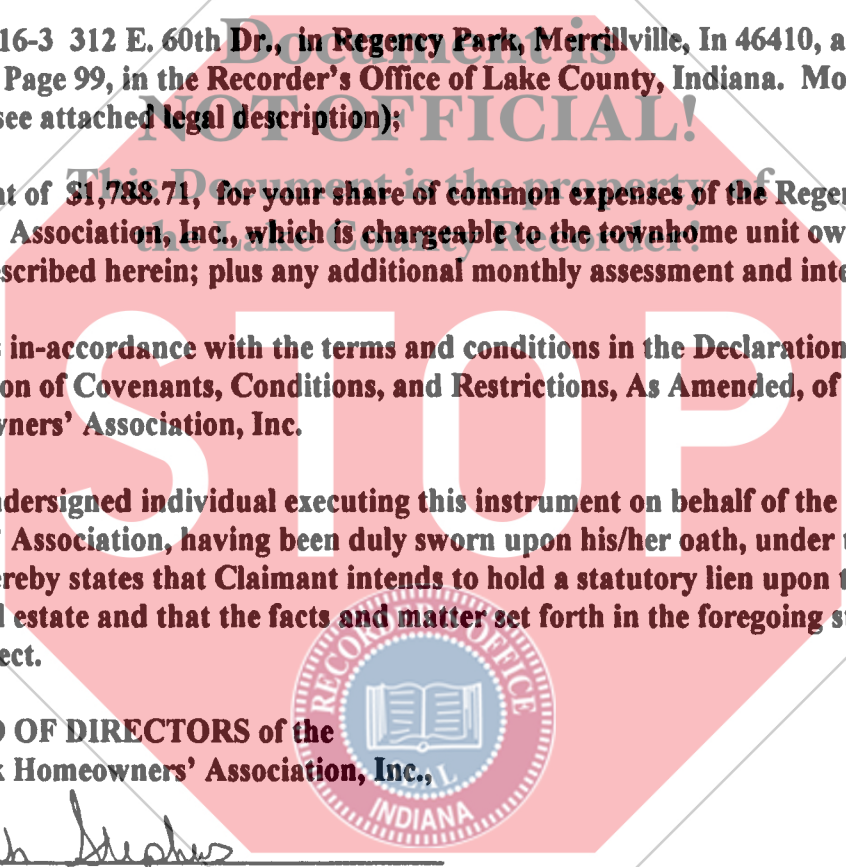 16-3 312 E. 60th Dr., in Regency Park, Merrillville, In 46410, a
Page 99, in the Recorder's Office of Lake County, Indiana. Mo
see attached legal description);
Document is
NOT OFFICIAL!
This Document is the property of
the Lake County Recorder!
nt of $1,788.71, for your share of common expenses of the Regen
Association, Inc., which is chargeable to the townhome unit ow
scribed herein; plus any additional monthly assessment and inte
in-accordance with the terms and conditions in the Declaration
on of Covenants, Conditions, and Restrictions, As Amended, of
wners' Association, Inc.
STOP
ndersigned individual executing this instrument on behalf of the
Association, having been duly sworn upon his/her oath, under
ereby states that Claimant intends to hold a statutory lien upon t
l estate and that the facts and matter set forth in the foregoing s
ect.
D OF DIRECTORS of the
k Homeowners' Association, Inc.,
RECORDER'S OFFICE
SEAL
INDIANA
Stephens